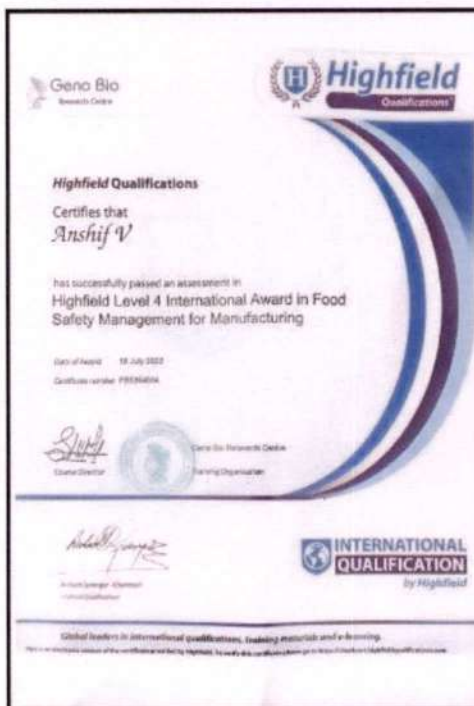 Geno Bio
Research Centre
Highfield
Qualifications
Highfield Qualifications
Certifies that
Anshif V
has successfully passed an assessment in
Highfield Level 4 International Award in Food
Safety Management for Manufacturing
Date of Award
Certificate number
Geno Bio Research Centre
Course Director
Training Organisation
INTERNATIONAL
QUALIFICATION
by Highfield
Global leaders in international qualifications, training materials and e-learning.